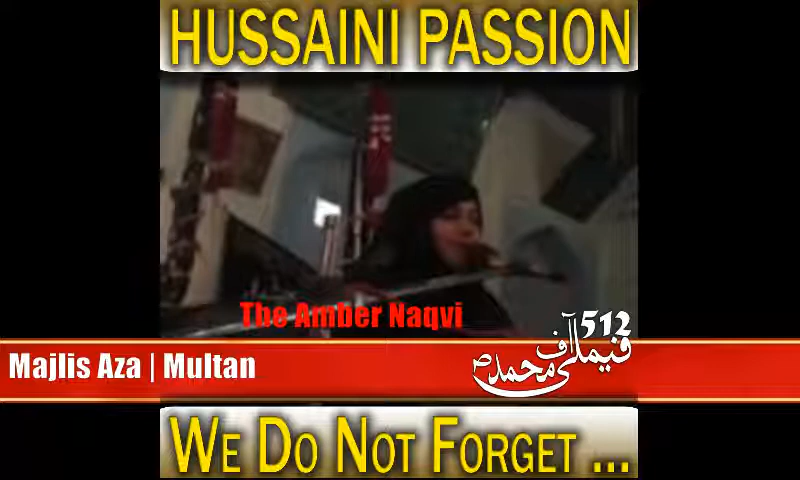 HUSSAINI PASSION
The Amber Naqvi
512
فیملی آف محمدؐ
Majlis Aza | Multan
WE DO NOT FORGET ...